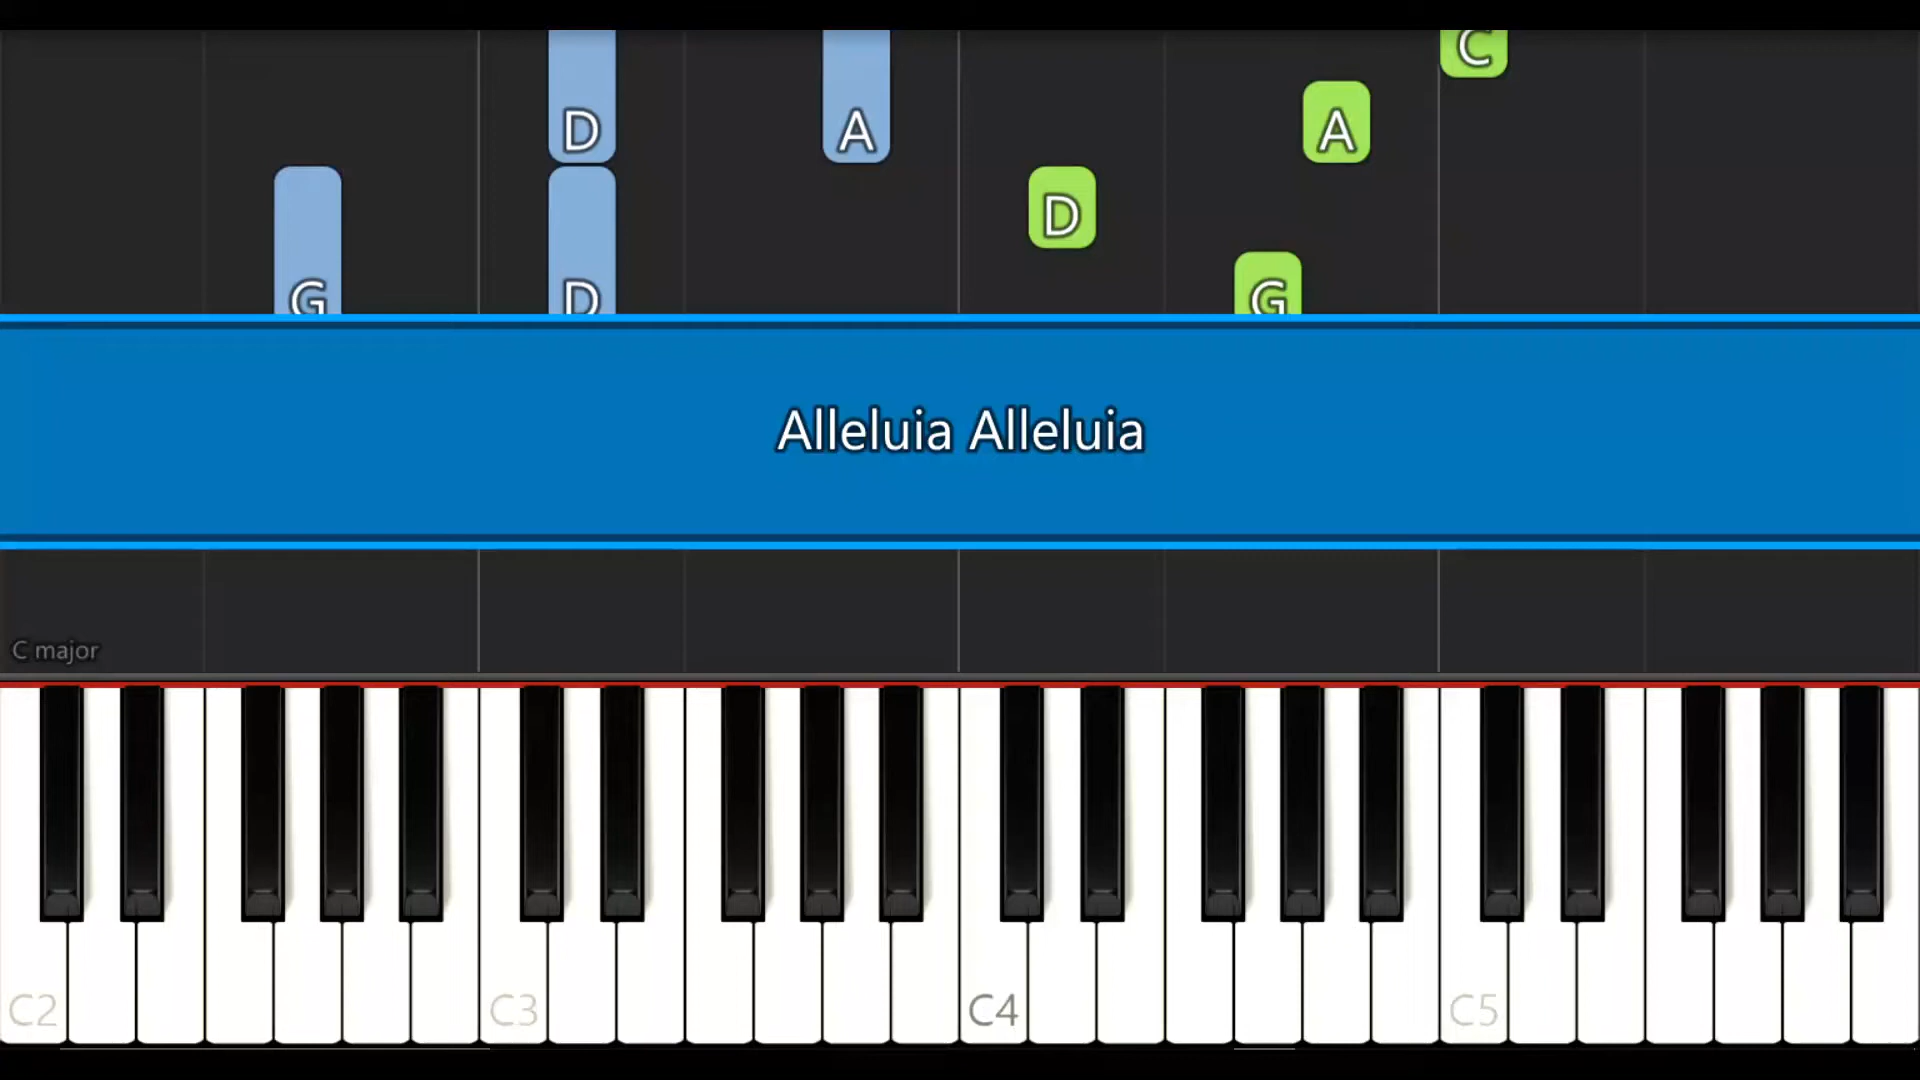 C
D A A
D
G D G
Alleluia Alleluia
C major
C2 C3 C4 C5